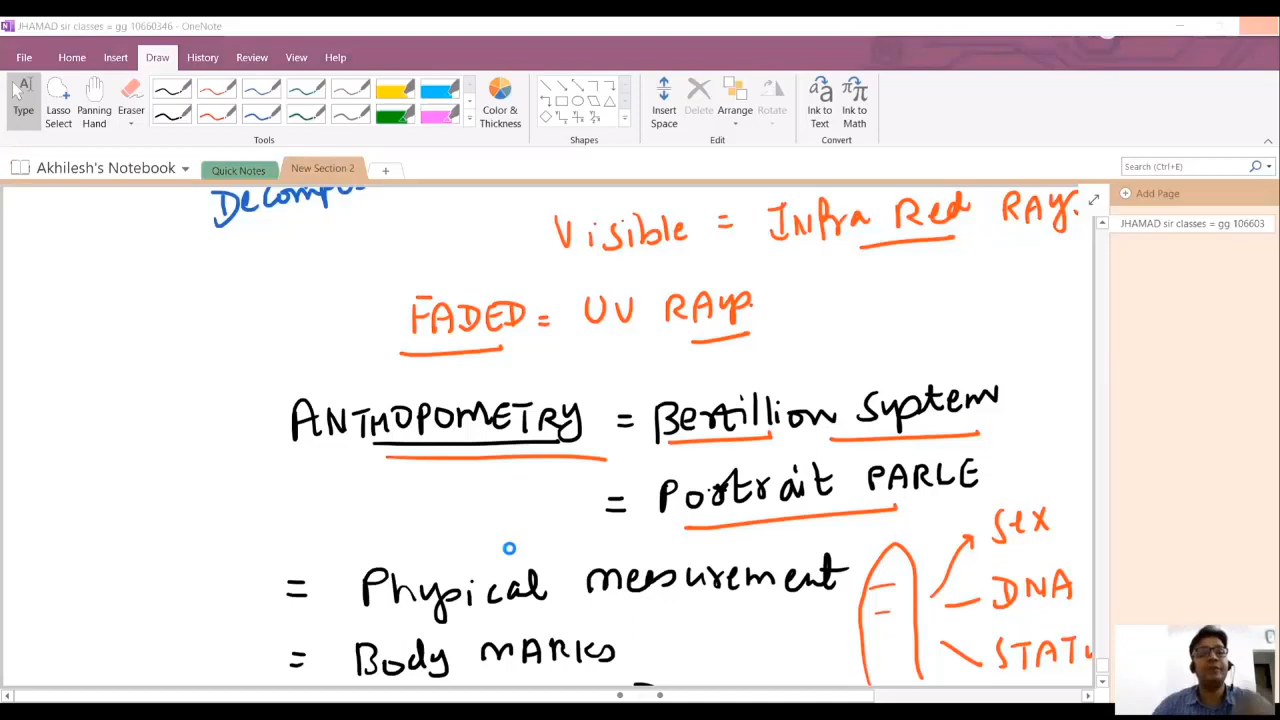 JHAMAD sir classes = gg 10660346 - OneNote
File Home Insert Draw History Review View Help
Type
Lasso Select
Panning Hand
Eraser
Color & Thickness
Insert Space
Delete
Arrange
Rotate
Ink to Text
Ink to Math
Tools
Shapes
Edit
Convert
Akhilesh's Notebook
Quick Notes
New Section 2
+
Search (Ctrl+E)
Add Page
JHAMAD sir classes = gg 106603
Decompo
Visible = Infra Red RAY.
FADED = UV RAys.
ANTHOPOMETRY = Bertillion System
= Portrait PARLE
Sex
= Physical measurement
DNA
= Body MARKS
STATU